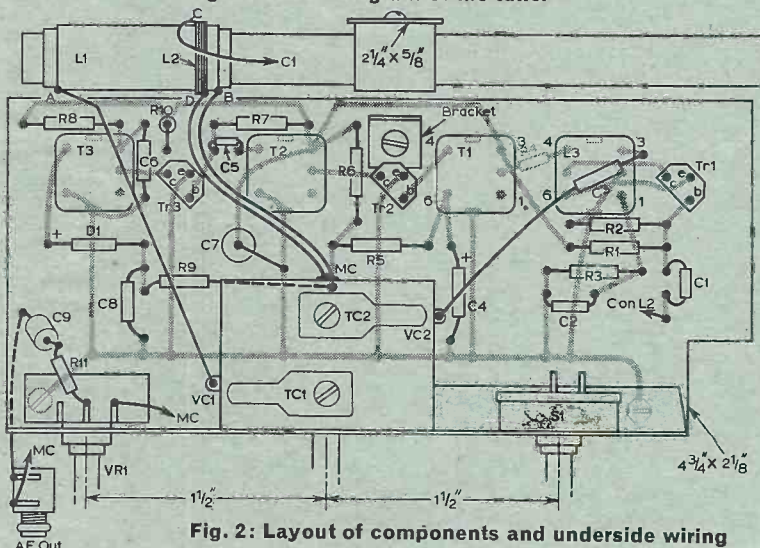 C
L1
L2
C1
2¼" x 5/8"
A
D
B
R8
R10
R7
Bracket
T3
C6
C5
T2
R6
T1
4
3
L3
4
3
Tr1
c
e
b
Tr3
c
e
b
Tr2
c
e
b
6
1
6
1
R2
D1
C7
R5
R1
R9
MC
R3
C1
C8
TC2
VC2
C4
C2
Con L2
C9
R11
VC1
TC1
S1
MC
MC
VR1
4¾" x 2⅛"
1½"
1½"
AF Out
Fig. 2: Layout of components and underside wiring